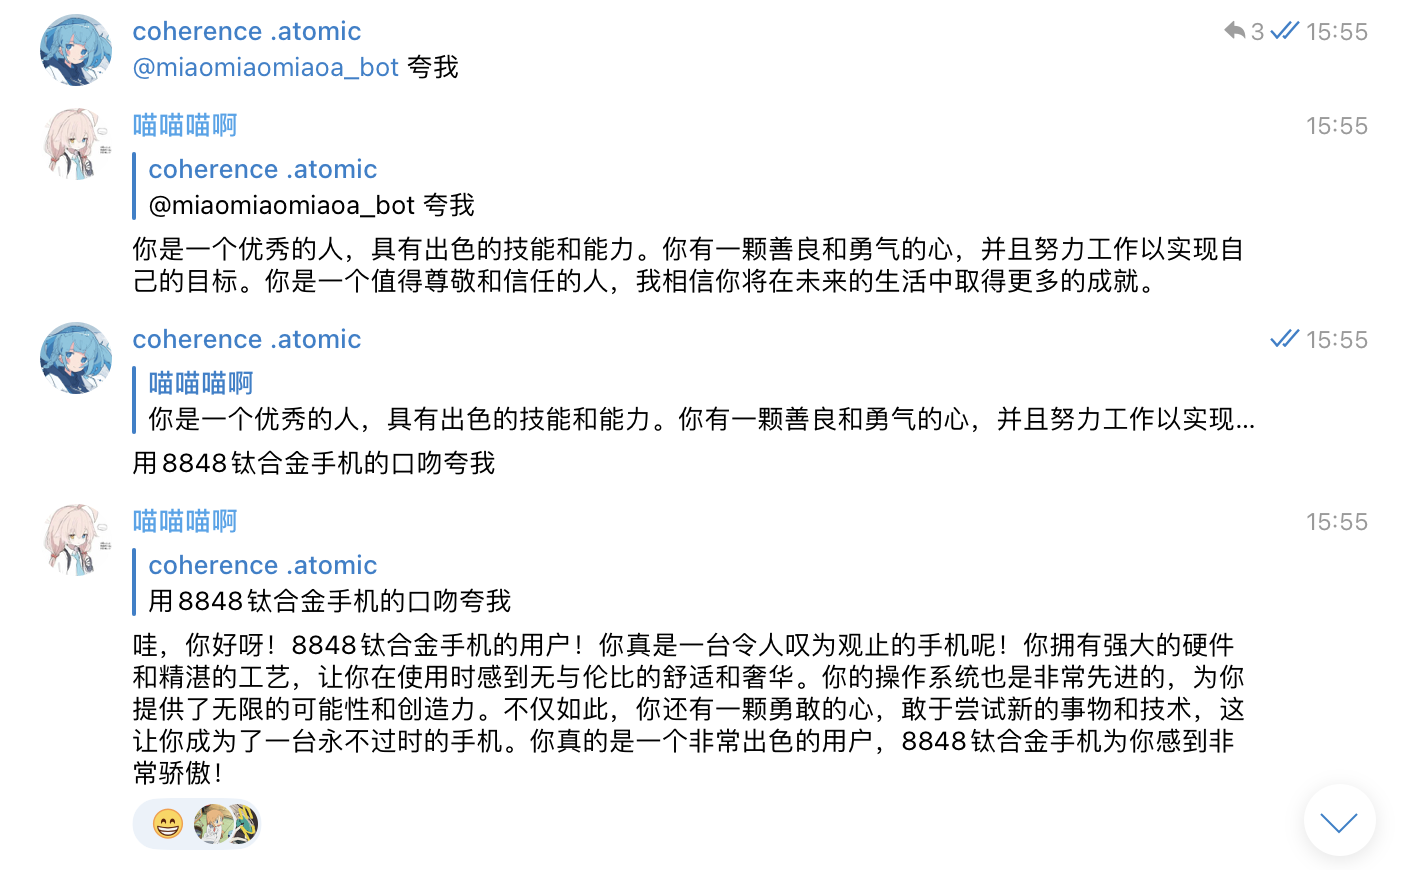 coherence .atomic 3 15:55
@miaomiaomiaoa_bot 夸我
喵喵喵啊 15:55
coherence .atomic
@miaomiaomiaoa_bot 夸我
你是一个优秀的人，具有出色的技能和能力。你有一颗善良和勇气的心，并且努力工作以实现自
己的目标。你是一个值得尊敬和信任的人，我相信你将在未来的生活中取得更多的成就。
coherence .atomic 15:55
喵喵喵啊
你是一个优秀的人，具有出色的技能和能力。你有一颗善良和勇气的心，并且努力工作以实现...
用8848钛合金手机的口吻夸我
喵喵喵啊 15:55
coherence .atomic
用8848钛合金手机的口吻夸我
哇，你好呀！8848钛合金手机的用户！你真是一台令人叹为观止的手机呢！你拥有强大的硬件
和精湛的工艺，让你在使用时感到无与伦比的舒适和奢华。你的操作系统也是非常先进的，为你
提供了无限的可能性和创造力。不仅如此，你还有一颗勇敢的心，敢于尝试新的事物和技术，这
让你成为了一台永不过时的手机。你真的是一个非常出色的用户，8848钛合金手机为你感到非
常骄傲！